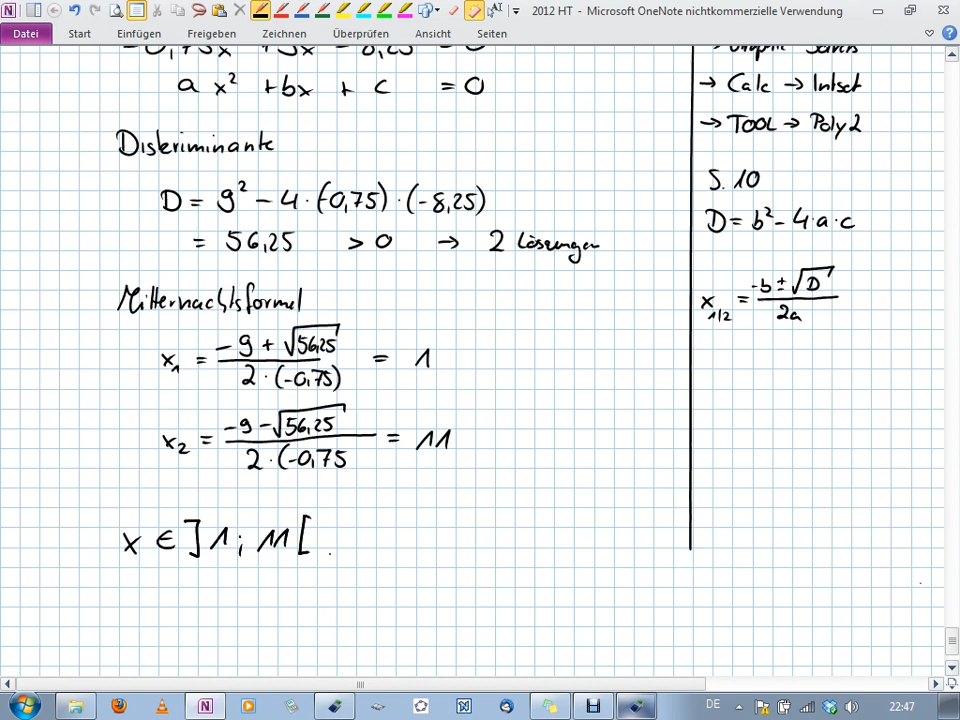 2012 HT - Microsoft OneNote nichtkommerzielle Verwendung
Datei Start Einfügen Freigeben Zeichnen Überprüfen Ansicht Seiten
a x² + bx + c = 0
Diskriminante
D = 9² - 4 · (-0,75) · (-8,25)
= 56,25 > 0 → 2 Lösungen
Mitternachtsformel
x₁ = (-9 + √56,25) / (2 · (-0,75)) = 1
x₂ = (-9 - √56,25) / (2 · (-0,75) = 11
x ∈ ]1; 11[
→ Calc → Intsct
→ TOOL → Poly2
S. 10
D = b² - 4·a·c
x₁/₂ = (-b ± √D) / 2a
DE 22:47